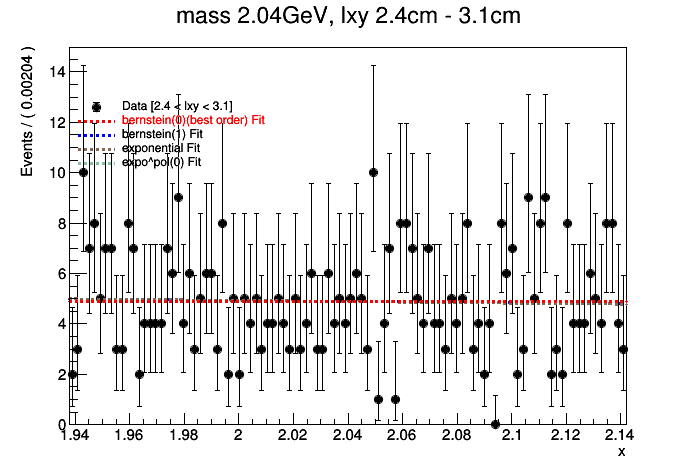 mass 2.04GeV, lxy 2.4cm - 3.1cm
Events / ( 0.00204 )
14
12
10
8
6
4
2
0
Data [2.4 < lxy < 3.1]
bernstein(0)(best order) Fit
bernstein(1) Fit
exponential Fit
expo^pol(0) Fit
1.94 1.96 1.98 2 2.02 2.04 2.06 2.08 2.1 2.12 2.14
x